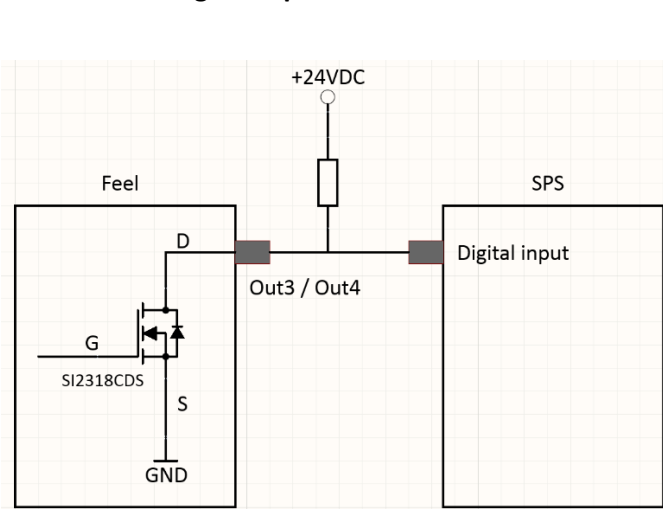 +24VDC
Feel
SPS
D
Digital input
Out3 / Out4
G
SI2318CDS
S
GND